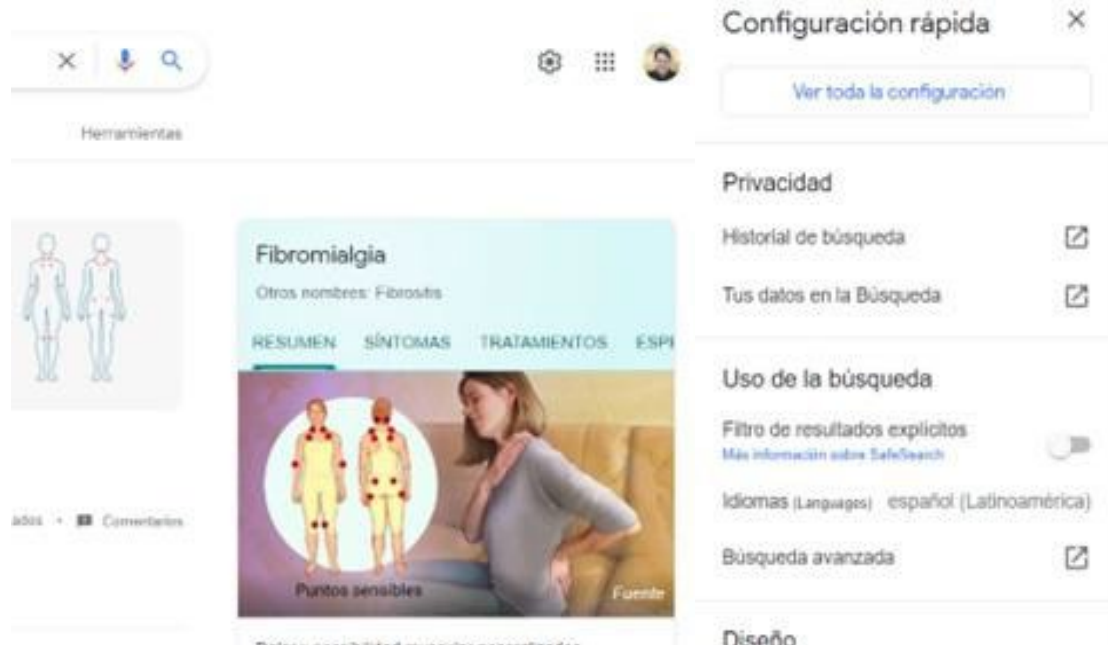 Herramientas
Fibromialgia
Otros nombres: Fibrositis
RESUMEN SÍNTOMAS TRATAMIENTOS ESPE
Puntos sensibles
Fuente
ados • Comentarios
Configuración rápida
Ver toda la configuración
Privacidad
Historial de búsqueda
Tus datos en la Búsqueda
Uso de la búsqueda
Filtro de resultados explícitos
Más información sobre SafeSearch
Idiomas (Languages) español (Latinoamérica)
Búsqueda avanzada
Diseño